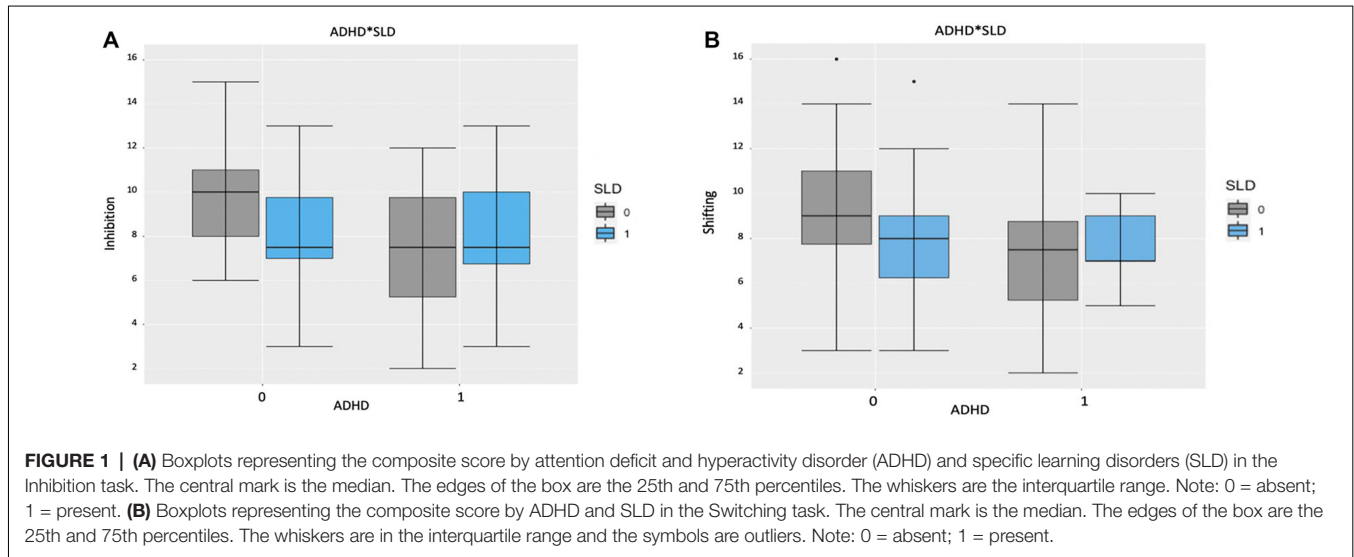 A
ADHD*SLD
16
14
12
10
8
6
4
2
Inhibition
0
1
ADHD
SLD
0
1
B
ADHD*SLD
16
14
12
10
8
6
4
2
Shifting
0
1
ADHD
SLD
0
1
FIGURE 1 | (A) Boxplots representing the composite score by attention deficit and hyperactivity disorder (ADHD) and specific learning disorders (SLD) in the
Inhibition task. The central mark is the median. The edges of the box are the 25th and 75th percentiles. The whiskers are the interquartile range. Note: 0 = absent;
1 = present. (B) Boxplots representing the composite score by ADHD and SLD in the Switching task. The central mark is the median. The edges of the box are the
25th and 75th percentiles. The whiskers are in the interquartile range and the symbols are outliers. Note: 0 = absent; 1 = present.